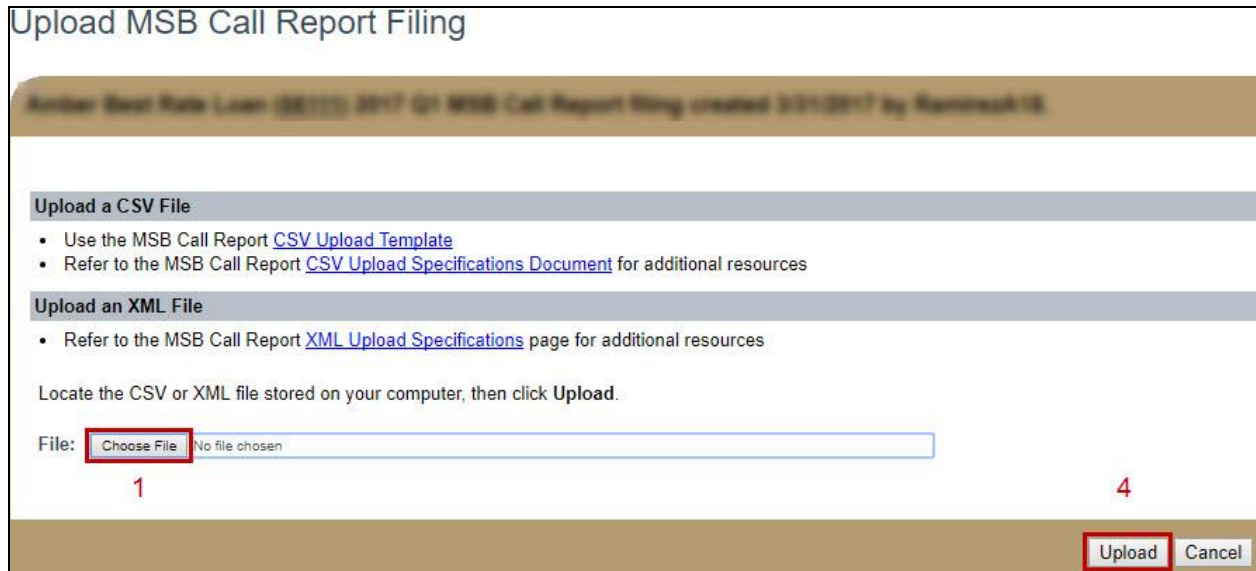 Upload MSB Call Report Filing
Upload a CSV File
• Use the MSB Call Report CSV Upload Template
• Refer to the MSB Call Report CSV Upload Specifications Document for additional resources
Upload an XML File
• Refer to the MSB Call Report XML Upload Specifications page for additional resources
Locate the CSV or XML file stored on your computer, then click Upload.
File: Choose File No file chosen
1
4
Upload Cancel